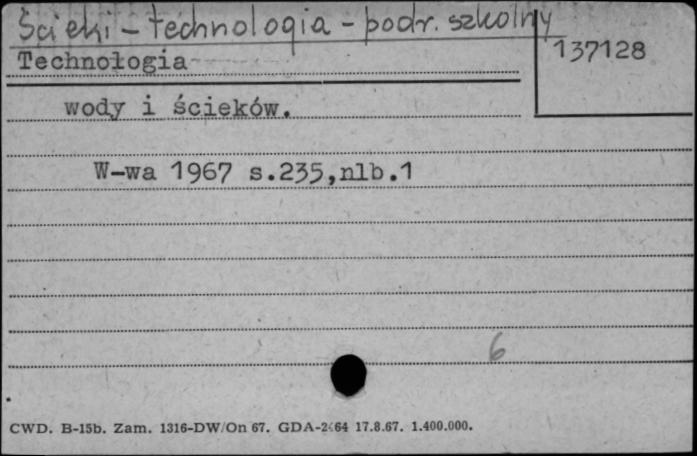 Ścieki - technologia - podr. szkolny
137128
Technologia
wody i ścieków.
W-wa 1967 s.235,nlb.1
6
CWD. B-15b. Zam. 1316-DW/On 67. GDA-2464 17.8.67. 1.400.000.